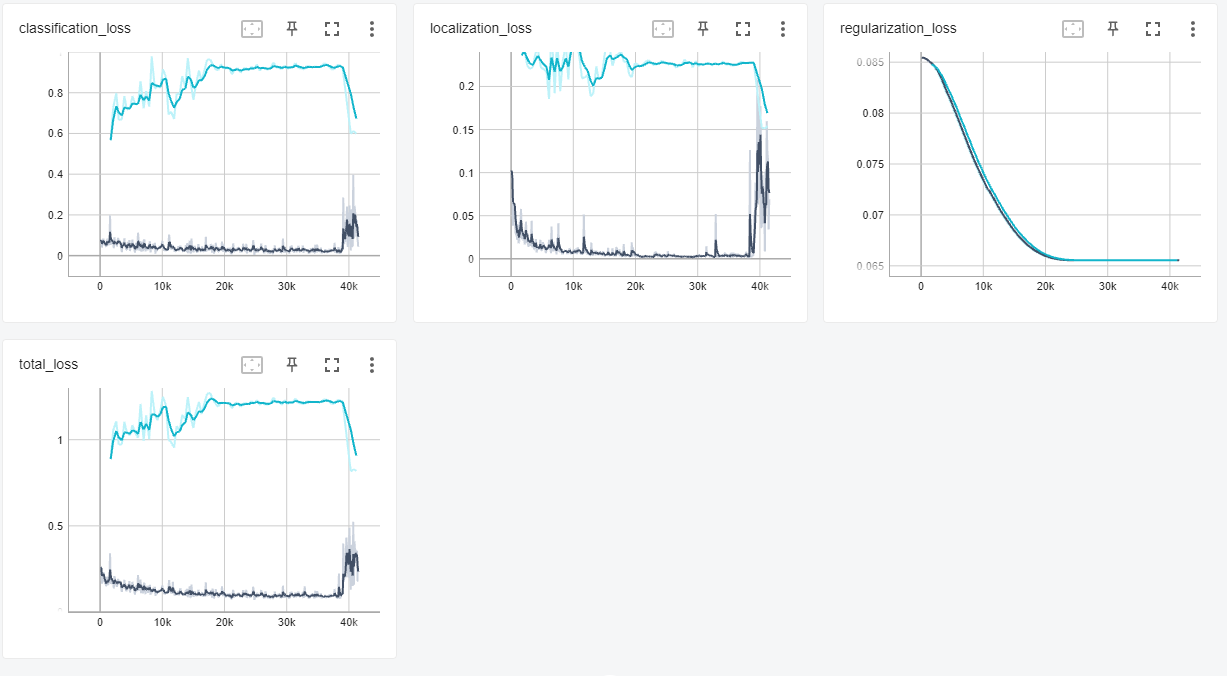 classification_loss
0.8
0.6
0.4
0.2
0
0 10k 20k 30k 40k
localization_loss
0.2
0.15
0.1
0.05
0
0 10k 20k 30k 40k
regularization_loss
0.085
0.08
0.075
0.07
0.065
0 10k 20k 30k 40k
total_loss
1
0.5
0 10k 20k 30k 40k